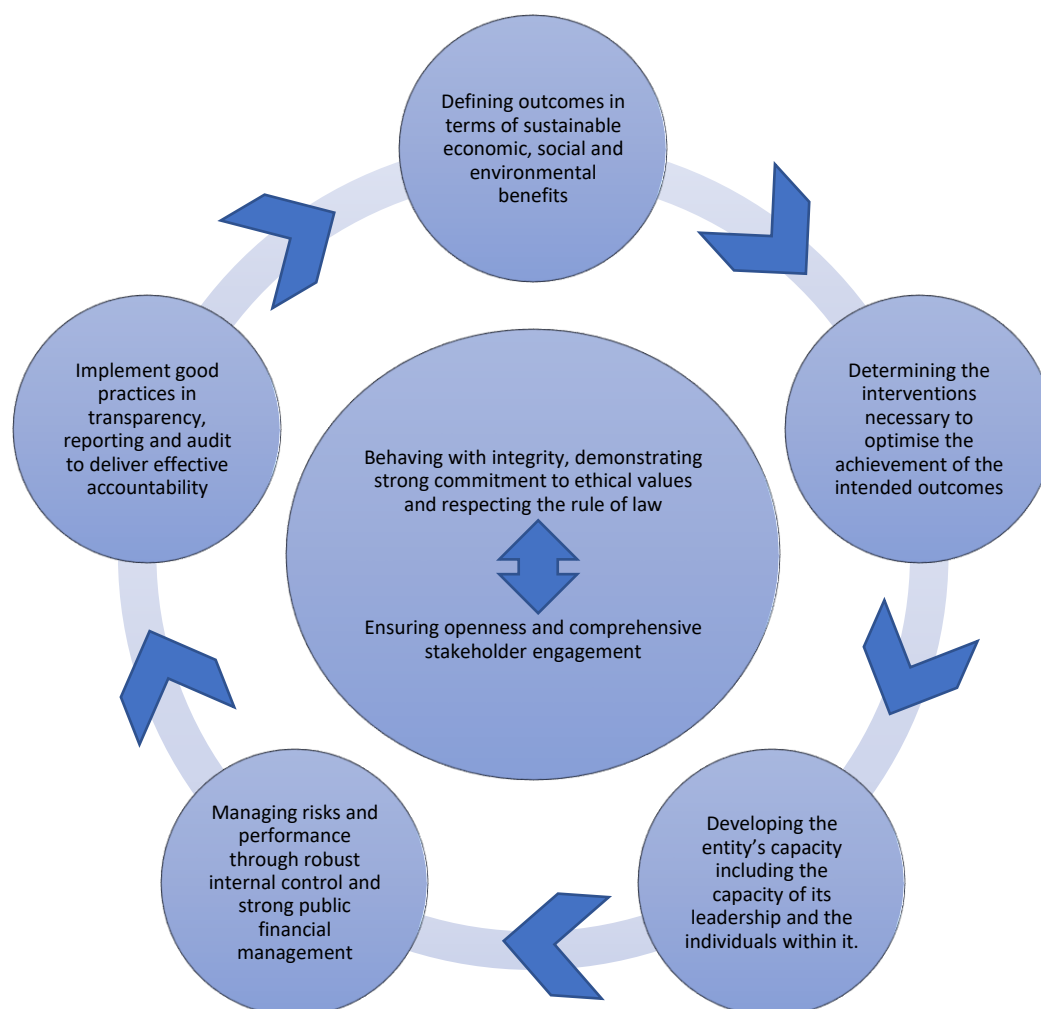 Defining outcomes in
terms of sustainable
economic, social and
environmental
benefits
Determining the
interventions
necessary to
optimise the
achievement of the
intended outcomes
Developing the
entity’s capacity
including the
capacity of its
leadership and the
individuals within it.
Managing risks and
performance
through robust
internal control and
strong public
financial
management
Implement good
practices in
transparency,
reporting and audit
to deliver effective
accountability
Behaving with integrity, demonstrating
strong commitment to ethical values
and respecting the rule of law
Ensuring openness and comprehensive
stakeholder engagement